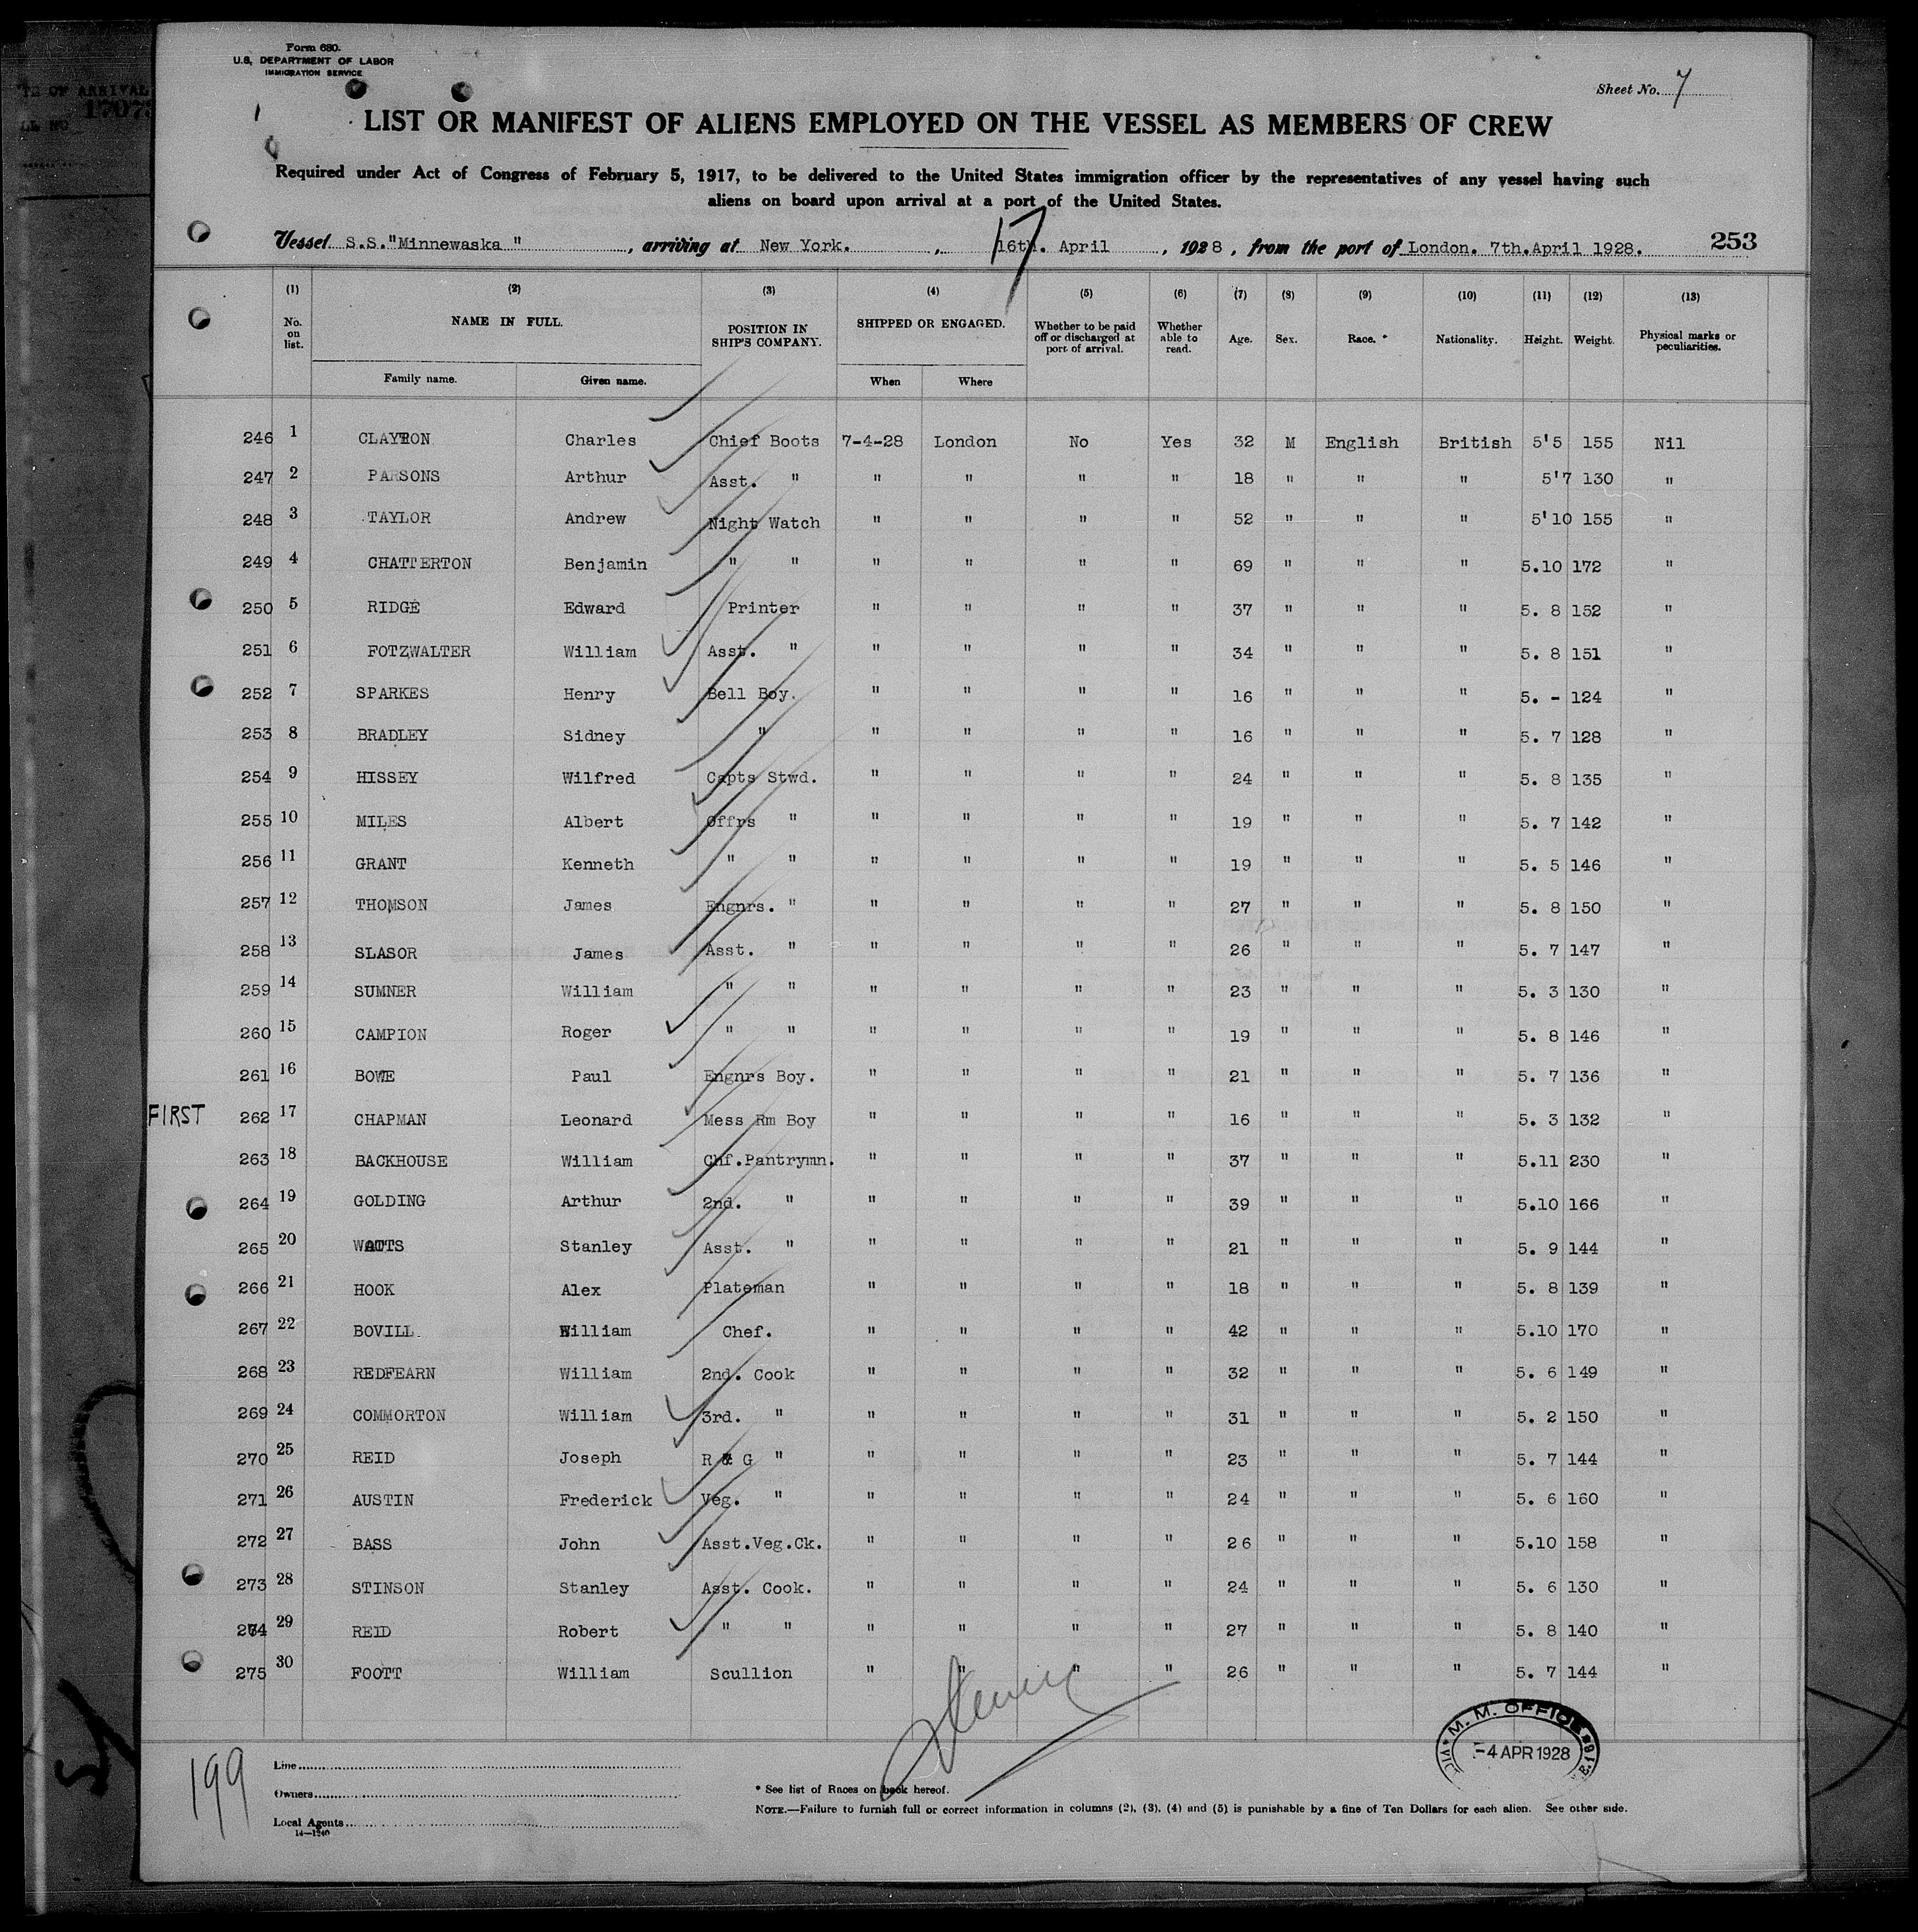 TE OF ARRIVAL
17073
LL NO
Form 680.
U.S. DEPARTMENT OF LABOR
IMMIGRATION SERVICE
Sheet No. 7
LIST OR MANIFEST OF ALIENS EMPLOYED ON THE VESSEL AS MEMBERS OF CREW
Required under Act of Congress of February 5, 1917, to be delivered to the United States immigration officer by the representatives of any vessel having such
aliens on board upon arrival at a port of the United States.
Vessel S.S."Minnewaska ", arriving at New York. , 16th. April , 1928, from the port of London. 7th.April 1928. 253
17
(1) (2) (3) (4) (5) (6) (7) (8) (9) (10) (11) (12) (13)
No. on list. NAME IN FULL. POSITION IN SHIP'S COMPANY. SHIPPED OR ENGAGED. Whether to be paid off or discharged at port of arrival. Whether able to read. Age. Sex. Race. * Nationality. Height. Weight. Physical marks or peculiarities.
Family name. Given name. When Where
246 1 CLAYTON Charles Chief Boots 7-4-28 London No Yes 32 M English British 5'5 155 Nil
247 2 PARSONS Arthur Asst. " " " " " 18 " " " 5'7 130 "
248 3 TAYLOR Andrew Night Watch " " " " 52 " " " 5'10 155 "
249 4 CHATTERTON Benjamin " " " " " " 69 " " " 5.10 172 "
250 5 RIDGE Edward Printer " " " " 37 " " " 5. 8 152 "
251 6 FOTZWALTER William Asst. " " " " " 34 " " " 5. 8 151 "
252 7 SPARKES Henry Bell Boy. " " " " 16 " " " 5. - 124 "
253 8 BRADLEY Sidney " " " " " 16 " " " 5. 7 128 "
254 9 HISSEY Wilfred Capts Stwd. " " " " 24 " " " 5. 8 135 "
255 10 MILES Albert Offrs " " " " " 19 " " " 5. 7 142 "
256 11 GRANT Kenneth " " " " " " 19 " " " 5. 5 146 "
257 12 THOMSON James Engnrs. " " " " " 27 " " " 5. 8 150 "
258 13 SLASOR James Asst. " " " " " 26 " " " 5. 7 147 "
259 14 SUMNER William " " " " " " 23 " " " 5. 3 130 "
260 15 CAMPION Roger " " " " " " 19 " " " 5. 8 146 "
261 16 BOWE Paul Engnrs Boy. " " " " 21 " " " 5. 7 136 "
FIRST 262 17 CHAPMAN Leonard Mess Rm Boy " " " " 16 " " " 5. 3 132 "
263 18 BACKHOUSE William Chf.Pantrymn. " " " " 37 " " " 5.11 230 "
264 19 GOLDING Arthur 2nd. " " " " " 39 " " " 5.10 166 "
265 20 WATTS Stanley Asst. " " " " " 21 " " " 5. 9 144 "
266 21 HOOK Alex Plateman " " " " 18 " " " 5. 8 139 "
267 22 BOVILL. William Chef. " " " " 42 " " " 5.10 170 "
268 23 REDFEARN William 2nd. Cook " " " " 32 " " " 5. 6 149 "
269 24 COMMORTON William 3rd. " " " " " 31 " " " 5. 2 150 "
270 25 REID Joseph R & G " " " " " 23 " " " 5. 7 144 "
271 26 AUSTIN Frederick Veg. " " " " " 24 " " " 5. 6 160 "
272 27 BASS John Asst.Veg.Ck. " " " " 26 " " " 5.10 158 "
273 28 STINSON Stanley Asst. Cook. " " " " 24 " " " 5. 6 130 "
274 29 REID Robert " " " " " " 27 " " " 5. 8 140 "
275 30 FOOTT William Scullion " " " " 26 " " " 5. 7 144 "
199
Line
Owners
Local Agents
14—1240
* See list of Races on back hereof.
NOTE.—Failure to furnish full or correct information in columns (2), (3), (4) and (5) is punishable by a fine of Ten Dollars for each alien. See other side.
M. M. OFFICE
-4 APR 1928